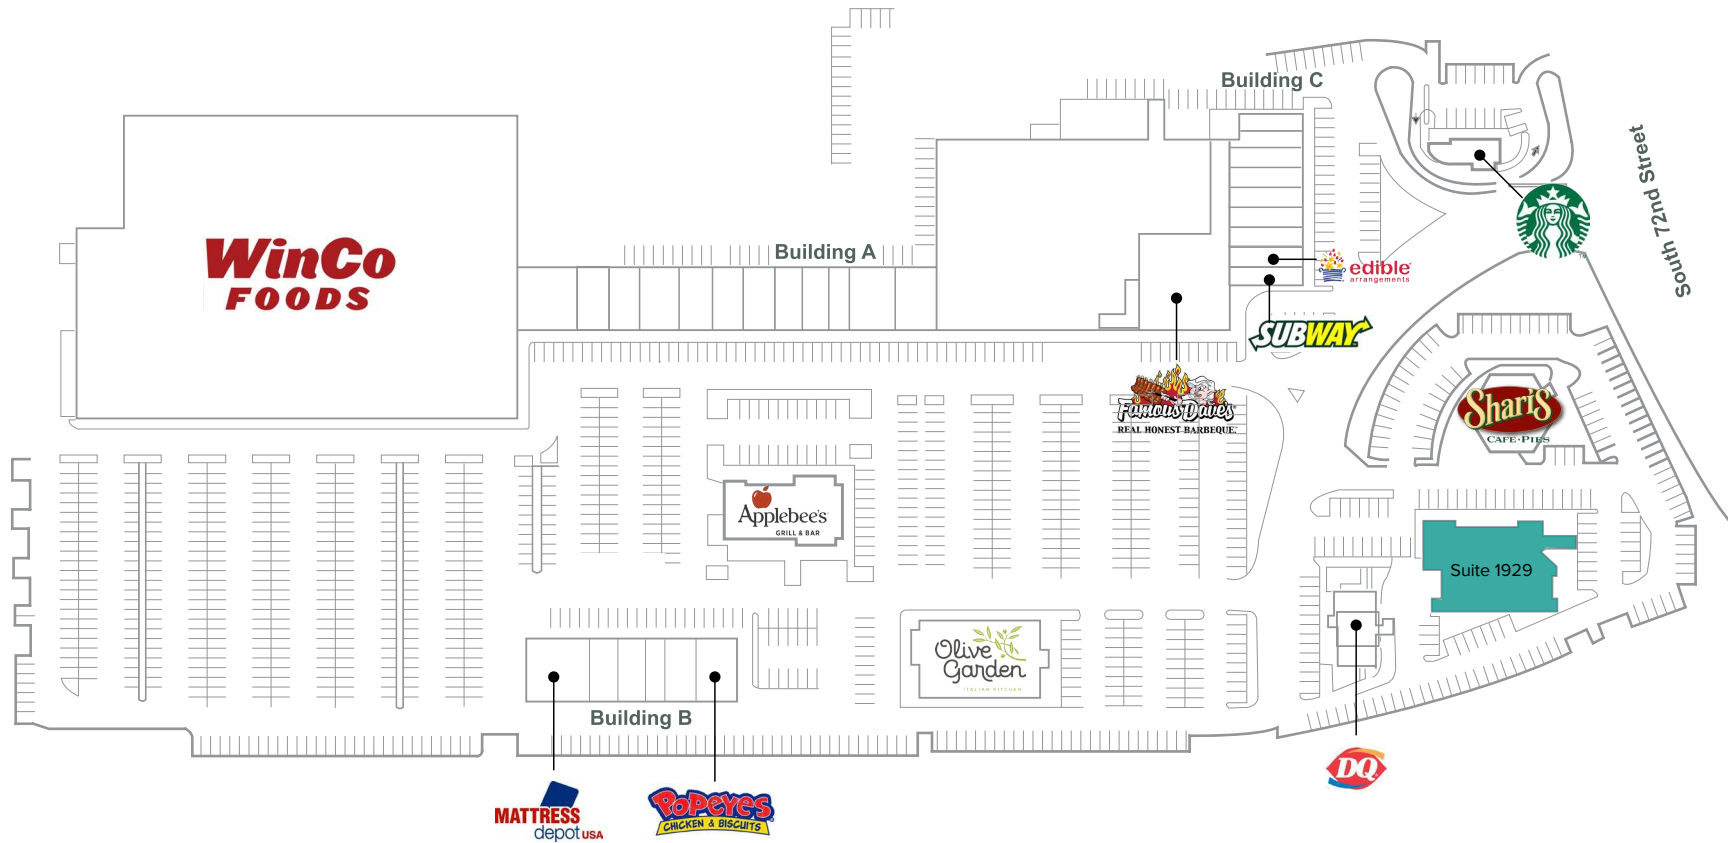 Building C
South 72nd Street
WinCo
FOODS
Building A
edible
arrangements
TM
SUBWAY
Famous Dave's
REAL HONEST BARBEQUE.
Shari's
CAFE • PIES
Applebee's
GRILL & BAR
Suite 1929
Olive
Garden
ITALIAN KITCHEN
Building B
DQ
MATTRESS
depot USA
POPEYES
CHICKEN & BISCUITS